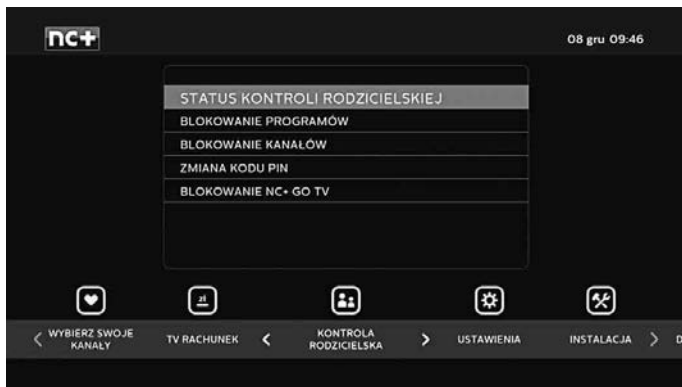 nc+
08 gru 09:46
STATUS KONTROLI RODZICIELSKIEJ
BLOKOWANIE PROGRAMÓW
BLOKOWANIE KANAŁÓW
ZMIANA KODU PIN
BLOKOWANIE NC+ GO TV
zł
WYBIERZ SWOJE
KANAŁY
TV RACHUNEK
KONTROLA
RODZICIELSKA
USTAWIENIA
INSTALACJA